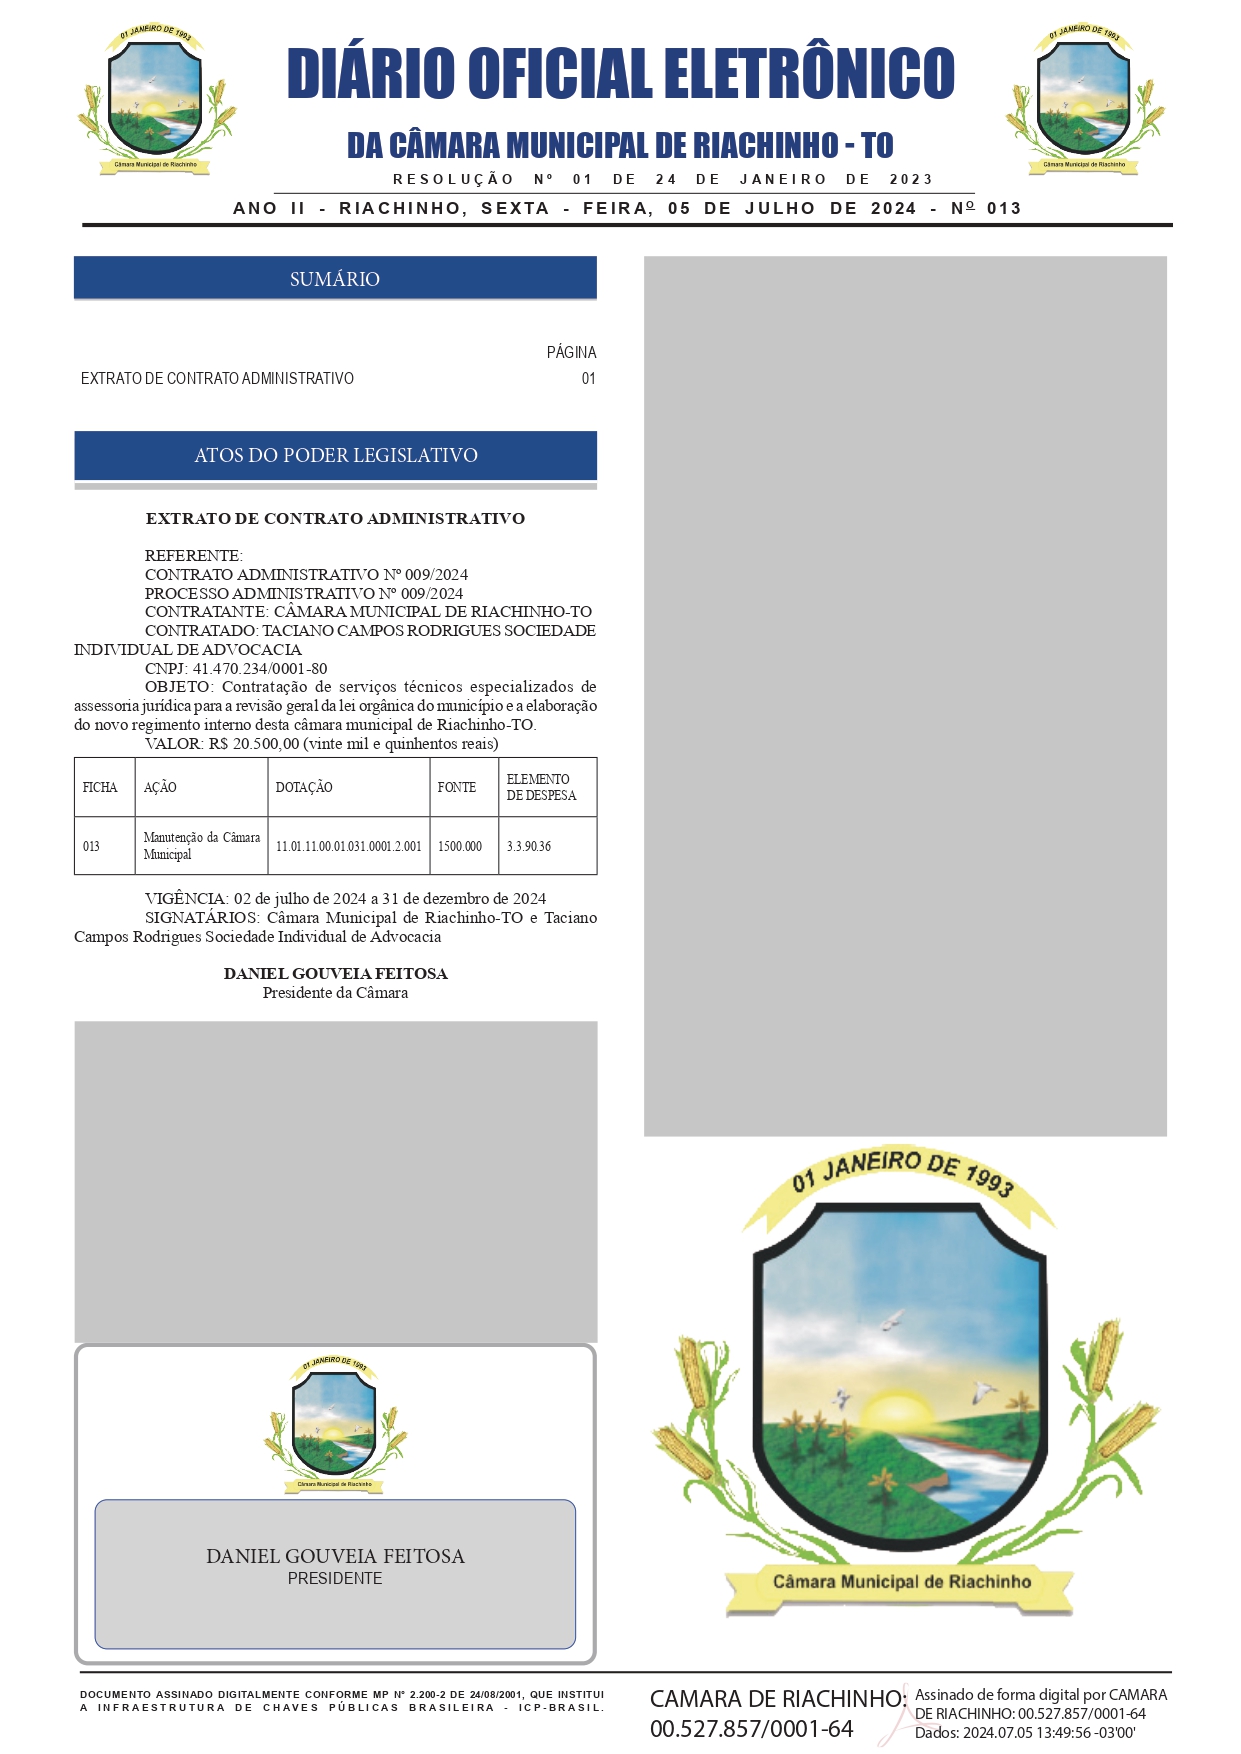 01 JANEIRO DE 1993
Câmara Municipal de Riachinho
DIÁRIO OFICIAL ELETRÔNICO
DA CÂMARA MUNICIPAL DE RIACHINHO - TO
RESOLUÇÃO Nº 01 DE 24 DE JANEIRO DE 2023
ANO II - RIACHINHO, SEXTA - FEIRA, 05 DE JULHO DE 2024 - Nº 013
01 JANEIRO DE 1993
Câmara Municipal de Riachinho
SUMÁRIO
PÁGINA
EXTRATO DE CONTRATO ADMINISTRATIVO 01
ATOS DO PODER LEGISLATIVO
EXTRATO DE CONTRATO ADMINISTRATIVO
REFERENTE:
CONTRATO ADMINISTRATIVO Nº 009/2024
PROCESSO ADMINISTRATIVO Nº 009/2024
CONTRATANTE: CÂMARA MUNICIPAL DE RIACHINHO-TO
CONTRATADO: TACIANO CAMPOS RODRIGUES SOCIEDADE
INDIVIDUAL DE ADVOCACIA
CNPJ: 41.470.234/0001-80
OBJETO: Contratação de serviços técnicos especializados de
assessoria jurídica para a revisão geral da lei orgânica do município e a elaboração
do novo regimento interno desta câmara municipal de Riachinho-TO.
VALOR: R$ 20.500,00 (vinte mil e quinhentos reais)
FICHA AÇÃO DOTAÇÃO FONTE ELEMENTO
DE DESPESA
013 Manutenção da Câmara
Municipal 11.01.11.00.01.031.0001.2.001 1500.000 3.3.90.36
VIGÊNCIA: 02 de julho de 2024 a 31 de dezembro de 2024
SIGNATÁRIOS: Câmara Municipal de Riachinho-TO e Taciano
Campos Rodrigues Sociedade Individual de Advocacia
DANIEL GOUVEIA FEITOSA
Presidente da Câmara
01 JANEIRO DE 1993
Câmara Municipal de Riachinho
DANIEL GOUVEIA FEITOSA
PRESIDENTE
01 JANEIRO DE 1993
Câmara Municipal de Riachinho
DOCUMENTO ASSINADO DIGITALMENTE CONFORME MP Nº 2.200-2 DE 24/08/2001, QUE INSTITUI
A INFRAESTRUTURA DE CHAVES PÚBLICAS BRASILEIRA - ICP-BRASIL.
CAMARA DE RIACHINHO:
00.527.857/0001-64
Assinado de forma digital por CAMARA
DE RIACHINHO: 00.527.857/0001-64
Dados: 2024.07.05 13:49:56 -03'00'